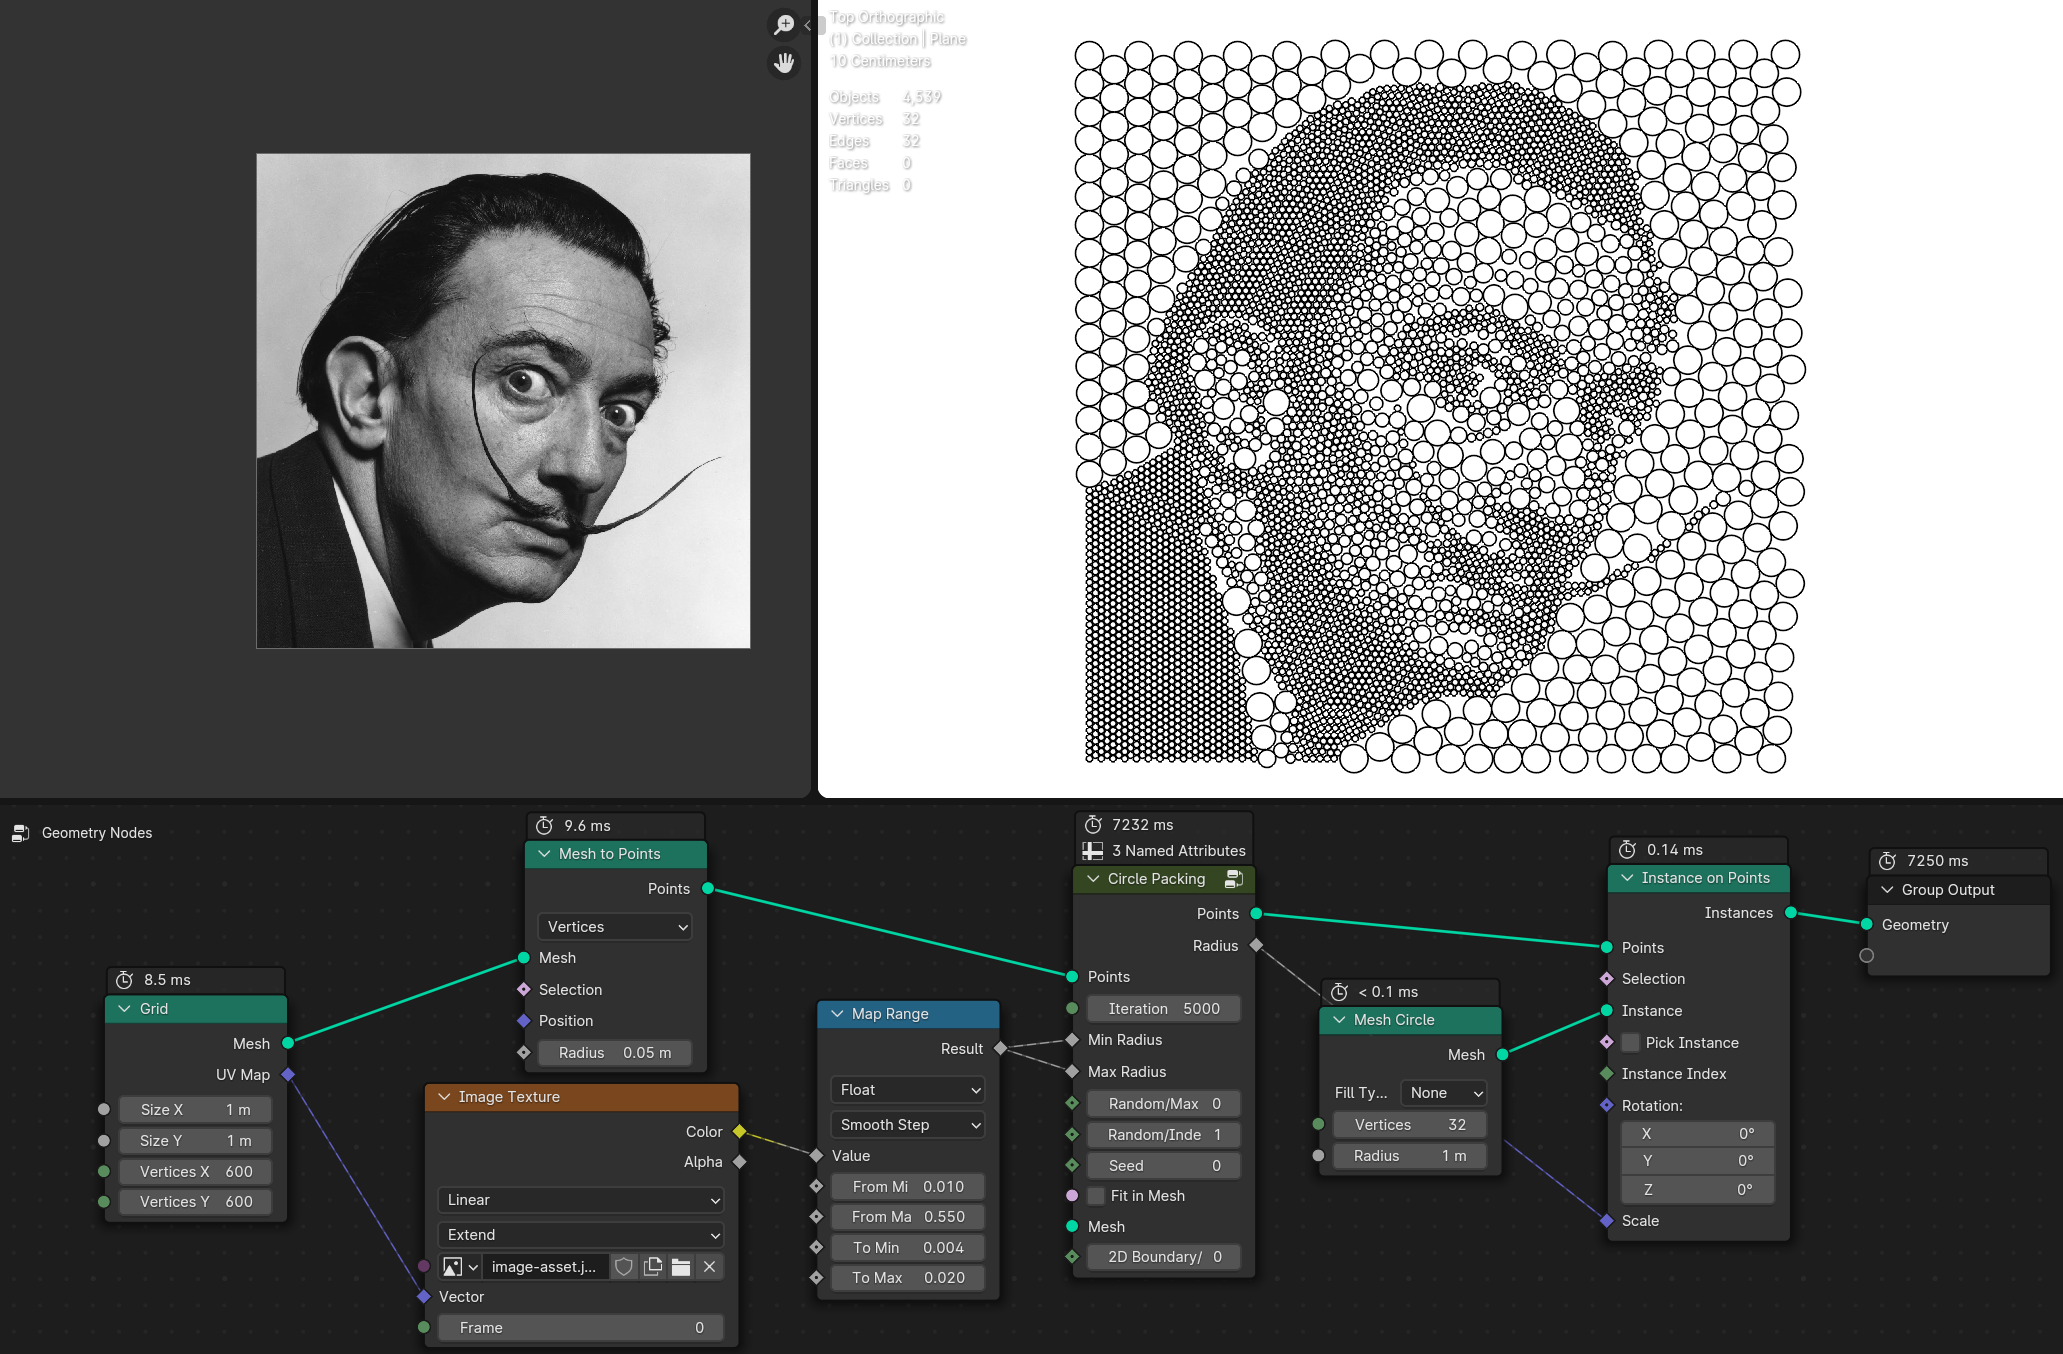 Top Orthographic
(1) Collection | Plane
10 Centimeters
Objects 4,539
Vertices 32
Edges 32
Faces 0
Triangles 0
Geometry Nodes
8.5 ms
Grid
Mesh
UV Map
Size X 1 m
Size Y 1 m
Vertices X 600
Vertices Y 600
9.6 ms
Mesh to Points
Points
Vertices
Mesh
Selection
Position
Radius 0.05 m
Image Texture
Color
Alpha
Linear
Extend
image-asset.j...
Vector
Frame 0
Map Range
Result
Float
Smooth Step
Value
From Mi 0.010
From Ma 0.550
To Min 0.004
To Max 0.020
7232 ms
3 Named Attributes
Circle Packing
Points
Radius
Points
Iteration 5000
Min Radius
Max Radius
Random/Max 0
Random/Inde 1
Seed 0
Fit in Mesh
Mesh
2D Boundary/ 0
< 0.1 ms
Mesh Circle
Mesh
Fill Ty... None
Vertices 32
Radius 1 m
0.14 ms
Instance on Points
Instances
Points
Selection
Instance
Pick Instance
Instance Index
Rotation:
X 0°
Y 0°
Z 0°
Scale
7250 ms
Group Output
Geometry